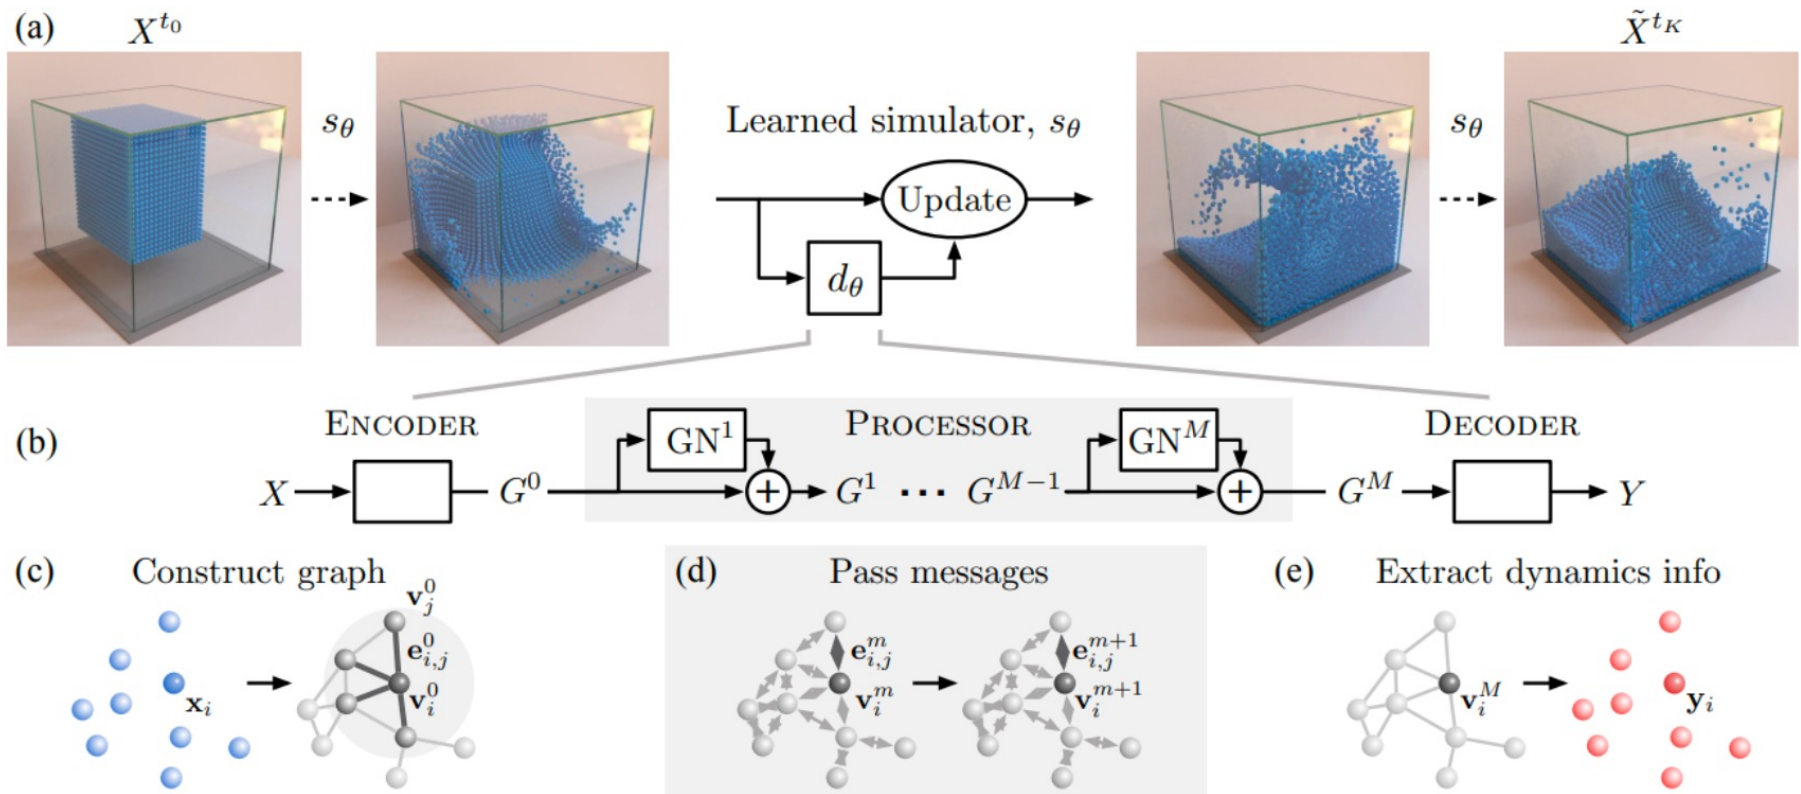 (a) X^{t_0} X̃^{t_K}
s_θ Learned simulator, s_θ s_θ
Update
d_θ
(b) ENCODER PROCESSOR DECODER
GN^1 GN^M
X G^0 + G^1 ··· G^{M−1} + G^M Y
(c) Construct graph (d) Pass messages (e) Extract dynamics info
v_j^0
e_{i,j}^0 e_{i,j}^m e_{i,j}^{m+1}
x_i v_i^0 v_i^m v_i^{m+1} v_i^M y_i